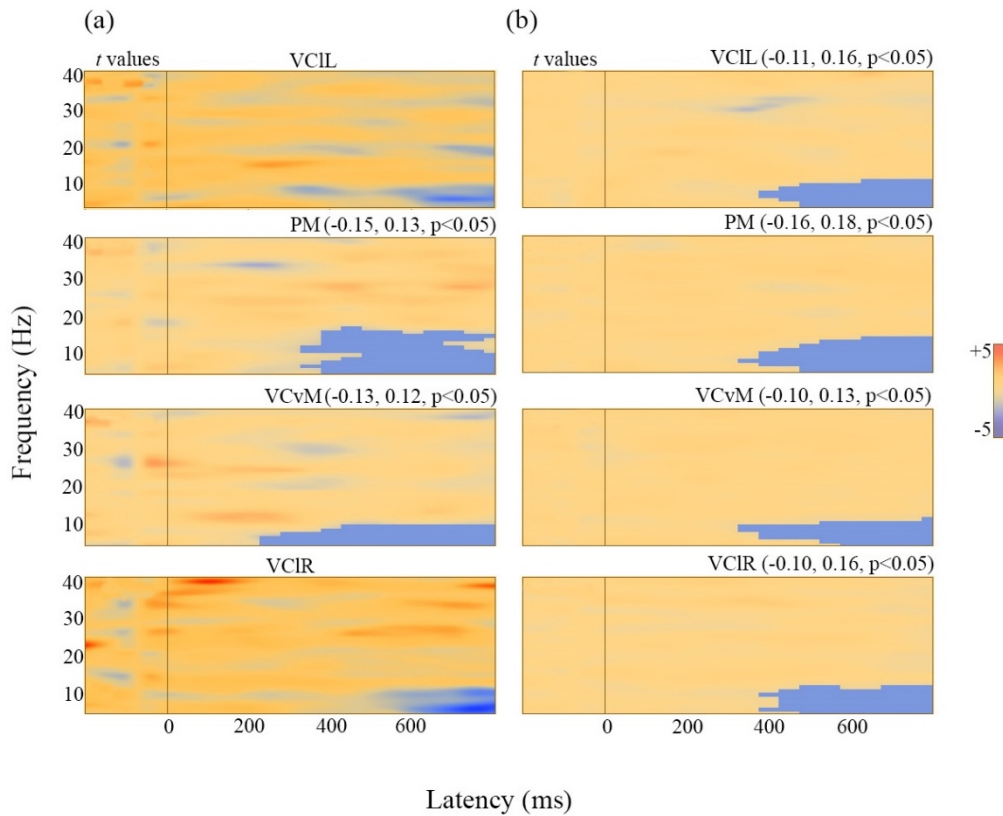 (a)
(b)
t values VClL
t values VClL (-0.11, 0.16, p<0.05)
40
30
20
10
PM (-0.15, 0.13, p<0.05)
PM (-0.16, 0.18, p<0.05)
40
30
20
10
VCvM (-0.13, 0.12, p<0.05)
VCvM (-0.10, 0.13, p<0.05)
40
30
20
10
VClR
VClR (-0.10, 0.16, p<0.05)
40
30
20
10
0 200 400 600
0 200 400 600
Frequency (Hz)
Latency (ms)
+5
-5